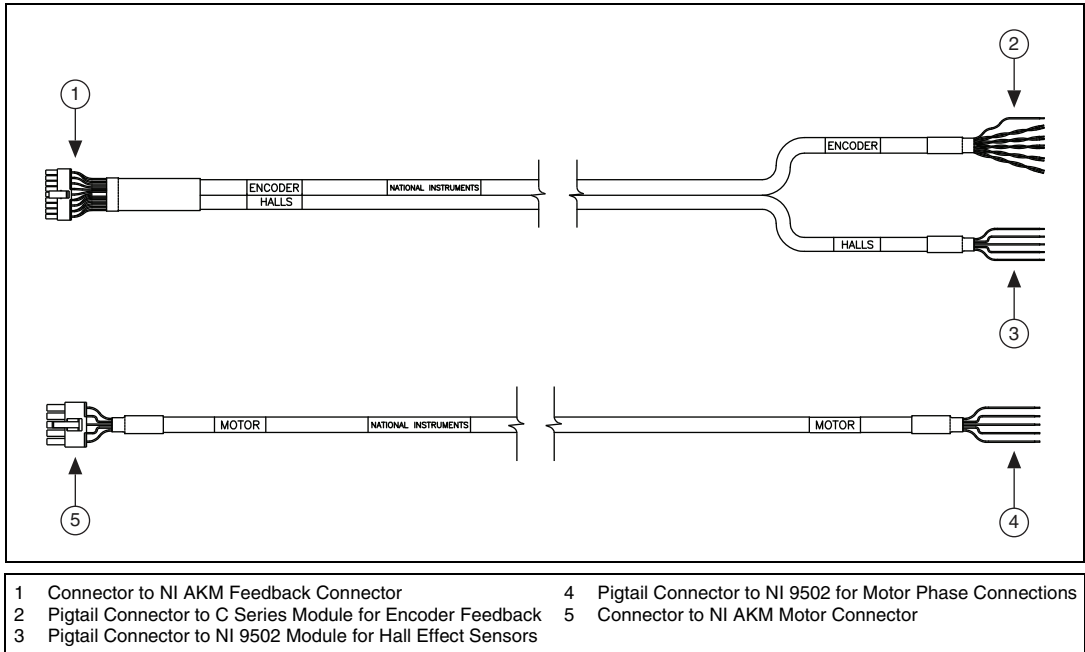 2
1
ENCODER
ENCODER
NATIONAL INSTRUMENTS
HALLS
HALLS
3
MOTOR
NATIONAL INSTRUMENTS
MOTOR
5
4
1 Connector to NI AKM Feedback Connector
2 Pigtail Connector to C Series Module for Encoder Feedback
3 Pigtail Connector to NI 9502 Module for Hall Effect Sensors
4 Pigtail Connector to NI 9502 for Motor Phase Connections
5 Connector to NI AKM Motor Connector